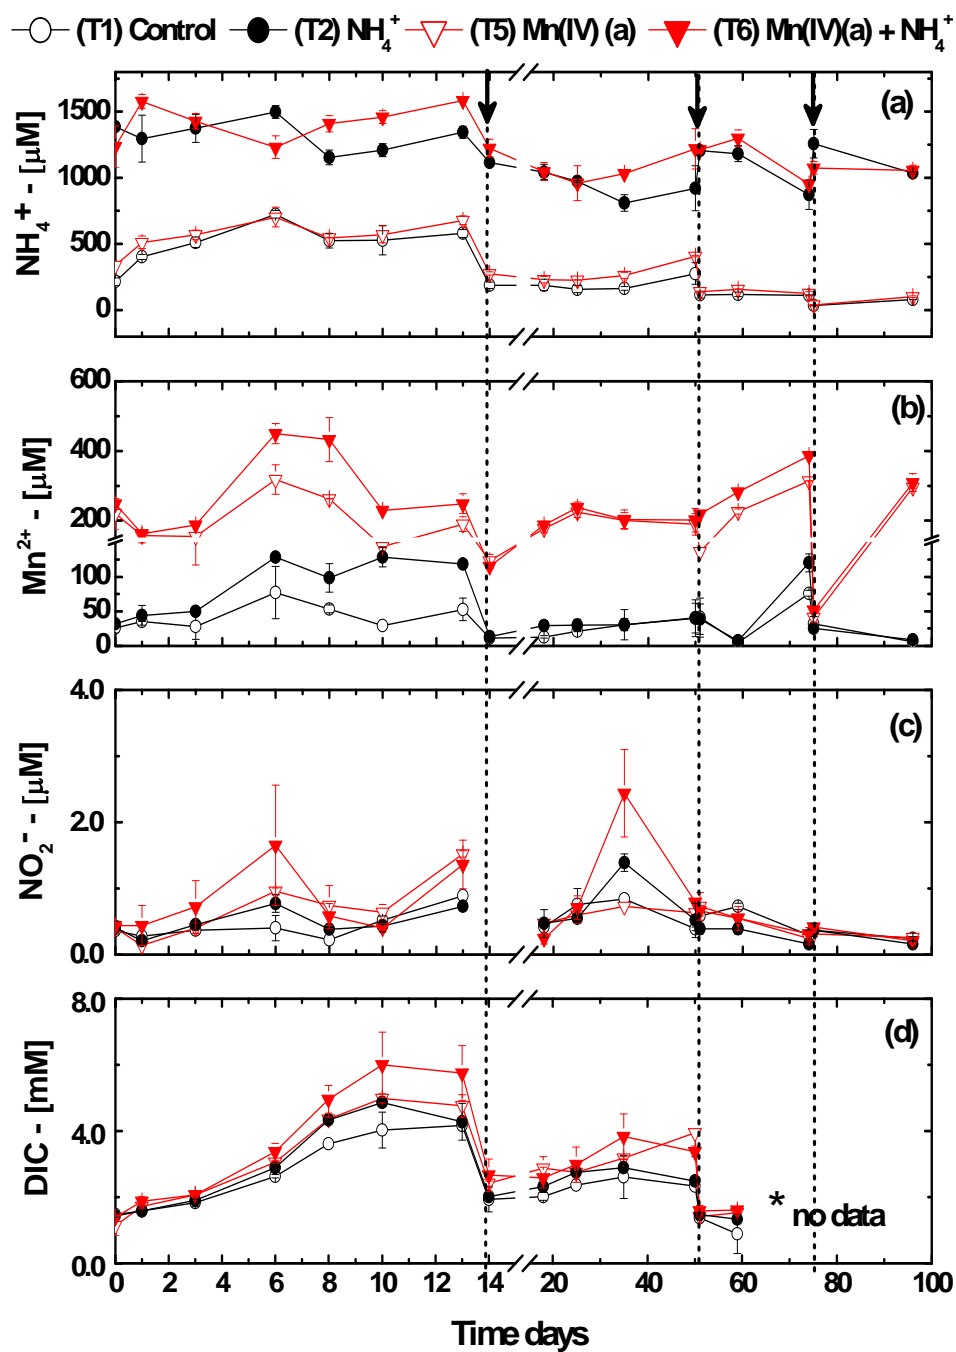 (T1) Control (T2) NH₄⁺ (T5) Mn(IV) (a) (T6) Mn(IV)(a) + NH₄⁺
(a)
NH₄⁺ - [µM]
1500
1000
500
0
(b)
Mn²⁺ - [µM]
600
400
200
100
50
0
(c)
NO₂⁻ - [µM]
4.0
2.0
0.0
(d)
DIC - [mM]
8.0
4.0
0.0
* no data
0 2 4 6 8 10 12 14 20 40 60 80 100
Time days